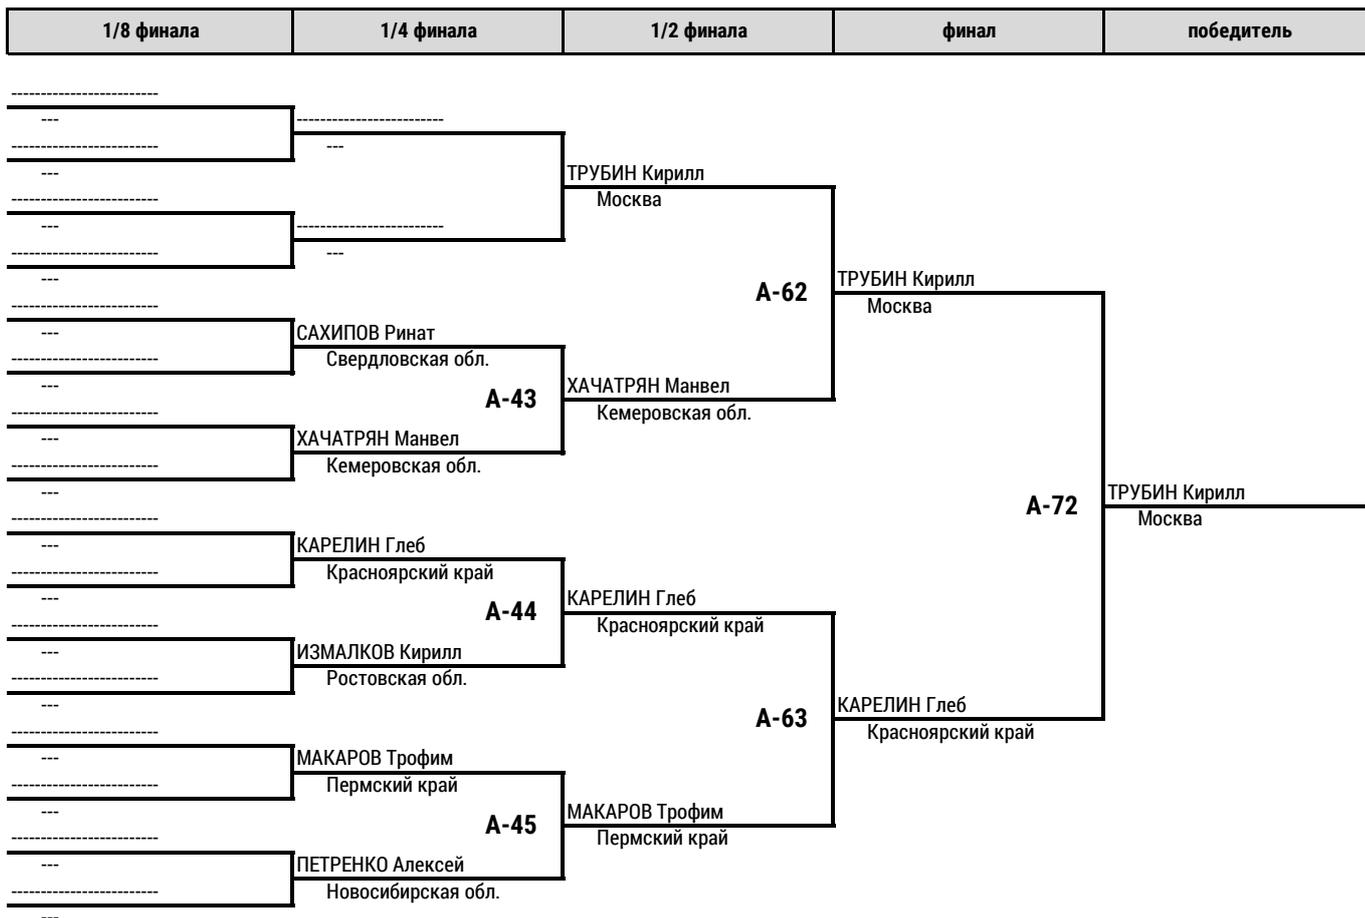 1/8 финала 1/4 финала 1/2 финала финал победитель
-------------------------
---
-------------------------
-------------------------
---
---
ТРУБИН Кирилл
Москва
-------------------------
---
-------------------------
-------------------------
---
---
А-62
ТРУБИН Кирилл
Москва
-------------------------
---
САХИПОВ Ринат
Свердловская обл.
-------------------------
---
А-43
ХАЧАТРЯН Манвел
Кемеровская обл.
-------------------------
---
ХАЧАТРЯН Манвел
Кемеровская обл.
-------------------------
---
А-72
ТРУБИН Кирилл
Москва
-------------------------
---
КАРЕЛИН Глеб
Красноярский край
-------------------------
---
А-44
КАРЕЛИН Глеб
Красноярский край
-------------------------
---
ИЗМАЛКОВ Кирилл
Ростовская обл.
-------------------------
---
А-63
КАРЕЛИН Глеб
Красноярский край
-------------------------
---
МАКАРОВ Трофим
Пермский край
-------------------------
---
А-45
МАКАРОВ Трофим
Пермский край
-------------------------
---
ПЕТРЕНКО Алексей
Новосибирская обл.
-------------------------
---